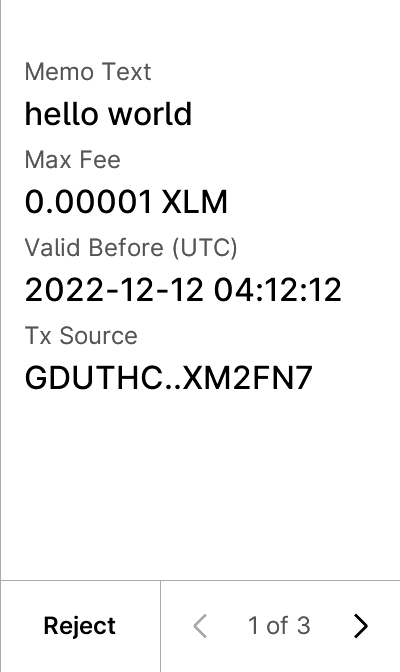 Memo Text
hello world
Max Fee
0.00001 XLM
Valid Before (UTC)
2022-12-12 04:12:12
Tx Source
GDUTHC..XM2FN7
Reject
1 of 3